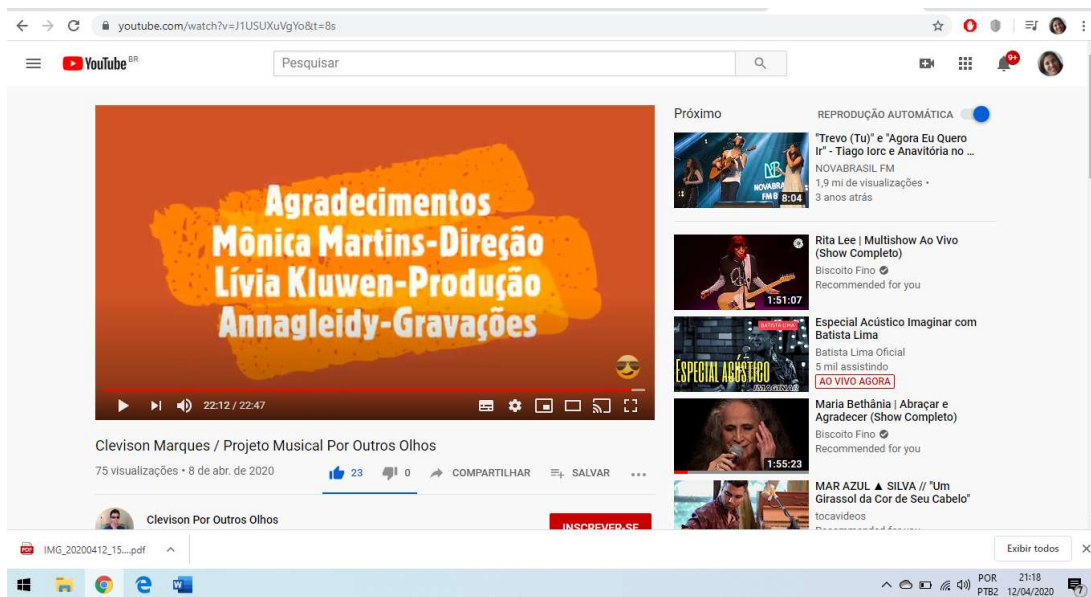 youtube.com/watch?v=J1USUXuVgYo&t=8s
YouTube BR
Pesquisar
9+
Agradecimentos
Mônica Martins-Direção
Lívia Kluwen-Produção
Annagleidy-Gravações
22:12 / 22:47
Clevison Marques / Projeto Musical Por Outros Olhos
75 visualizações • 8 de abr. de 2020
23
0
COMPARTILHAR
SALVAR
Clevison Por Outros Olhos
INSCREVER-SE
Próximo
REPRODUÇÃO AUTOMÁTICA
8:04
"Trevo (Tu)" e "Agora Eu Quero
Ir" - Tiago Iorc e Anavitória no ...
NOVABRASIL FM
1,9 mi de visualizações •
3 anos atrás
1:51:07
Rita Lee | Multishow Ao Vivo
(Show Completo)
Biscoito Fino
Recommended for you
BATISTA LIMA
ESPECIAL ACÚSTICO
IMAGINAR
Especial Acústico Imaginar com
Batista Lima
Batista Lima Oficial
5 mil assistindo
AO VIVO AGORA
1:55:23
Maria Bethânia | Abraçar e
Agradecer (Show Completo)
Biscoito Fino
Recommended for you
MAR AZUL ▲ SILVA // "Um
Girassol da Cor de Seu Cabelo"
tocavideos
Recommended for you
IMG_20200412_15....pdf
Exibir todos
POR
PTB2
21:18
12/04/2020